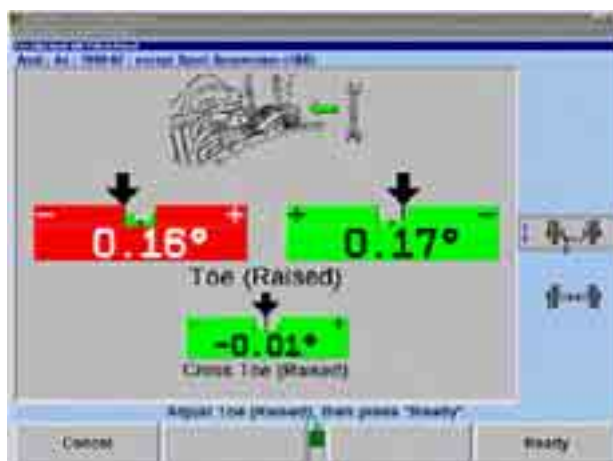 - 0.16° +
+ 0.17° -
Toe (Raised)
- +
-0.01°
Cross Toe (Raised)
Adjust Toe (Raised), then press "Ready"
Cancel Ready